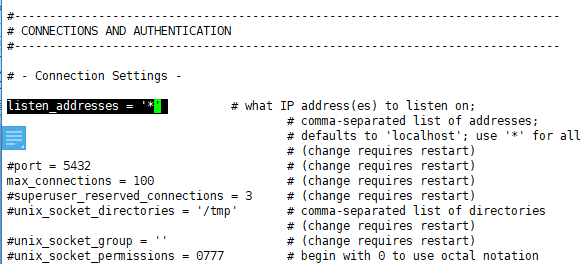 #------------------------------------------------------------------------------
# CONNECTIONS AND AUTHENTICATION
#------------------------------------------------------------------------------
# - Connection Settings -
listen_addresses = '*' # what IP address(es) to listen on;
# comma-separated list of addresses;
# defaults to 'localhost'; use '*' for all
# (change requires restart)
#port = 5432 # (change requires restart)
max_connections = 100 # (change requires restart)
#superuser_reserved_connections = 3 # (change requires restart)
#unix_socket_directories = '/tmp' # comma-separated list of directories
# (change requires restart)
#unix_socket_group = '' # (change requires restart)
#unix_socket_permissions = 0777 # begin with 0 to use octal notation